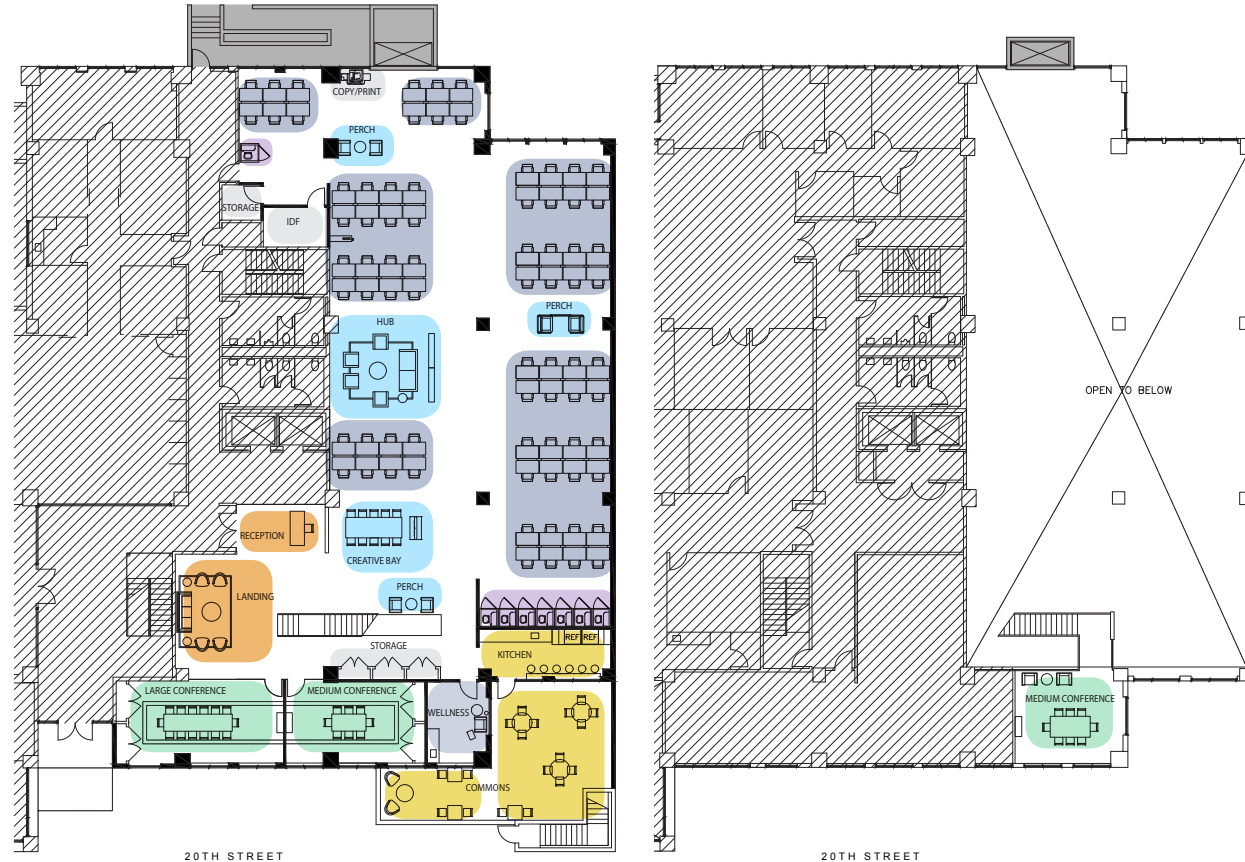 COPY/PRINT
PERCH
STORAGE
IDF
PERCH
HUB
OPEN TO BELOW
RECEPTION
CREATIVE BAY
PERCH
LANDING
REF REF
STORAGE
KITCHEN
LARGE CONFERENCE
MEDIUM CONFERENCE
MEDIUM CONFERENCE
WELLNESS
COMMONS
20TH STREET
20TH STREET